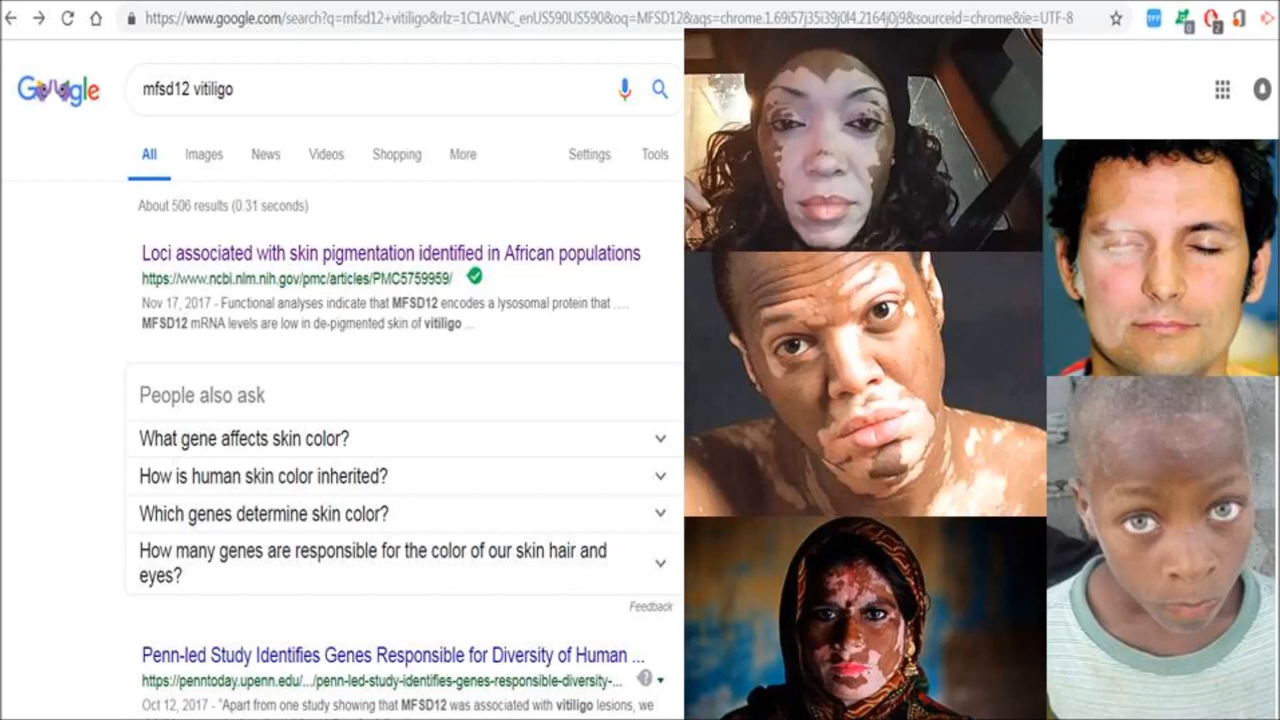 https://www.google.com/search?q=mfsd12+vitiligo&rlz=1C1AVNC_enUS590US590&oq=MFSD12&aqs=chrome.1.69i57j35i39j0l4.2164j0j9&sourceid=chrome&ie=UTF-8
Google
mfsd12 vitiligo
All Images News Videos Shopping More Settings Tools
About 506 results (0.31 seconds)
Loci associated with skin pigmentation identified in African populations
https://www.ncbi.nlm.nih.gov/pmc/articles/PMC5759959/
Nov 17, 2017 - Functional analyses indicate that MFSD12 encodes a lysosomal protein that ....
MFSD12 mRNA levels are low in de-pigmented skin of vitiligo ...
People also ask
What gene affects skin color?
How is human skin color inherited?
Which genes determine skin color?
How many genes are responsible for the color of our skin hair and
eyes?
Feedback
Penn-led Study Identifies Genes Responsible for Diversity of Human ...
https://penntoday.upenn.edu/.../penn-led-study-identifies-genes-responsible-diversity-...
Oct 12, 2017 - "Apart from one study showing that MFSD12 was associated with vitiligo lesions, we